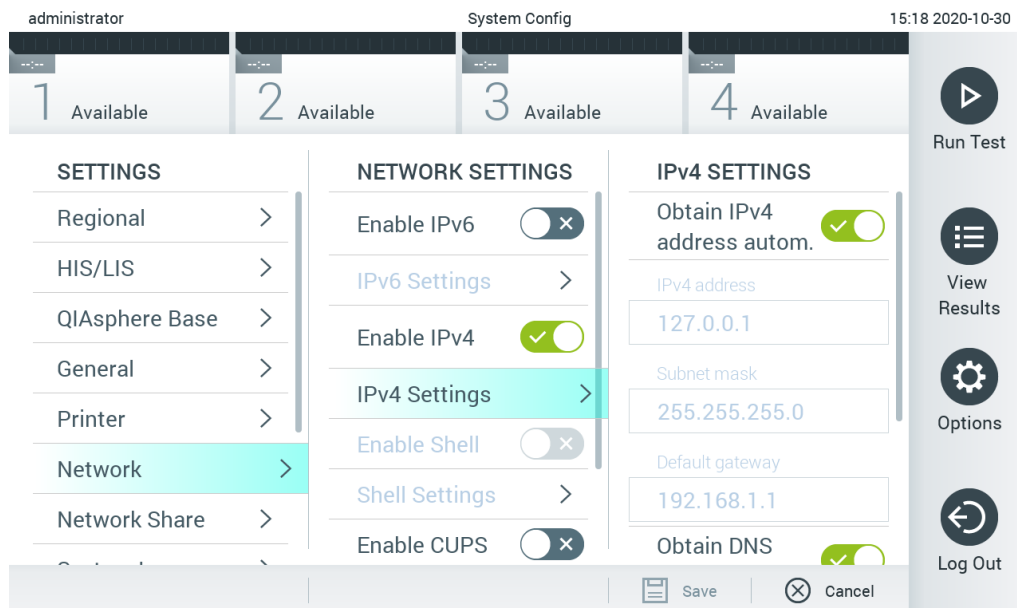 administrator
System Config
15:18 2020-10-30
--:--
1 Available
--:--
2 Available
--:--
3 Available
--:--
4 Available
SETTINGS
Regional
HIS/LIS
QIAsphere Base
General
Printer
Network
Network Share
NETWORK SETTINGS
Enable IPv6
IPv6 Settings
Enable IPv4
IPv4 Settings
Enable Shell
Shell Settings
Enable CUPS
IPv4 SETTINGS
Obtain IPv4
address autom.
IPv4 address
127.0.0.1
Subnet mask
255.255.255.0
Default gateway
192.168.1.1
Obtain DNS
Run Test
View
Results
Options
Log Out
Save
Cancel